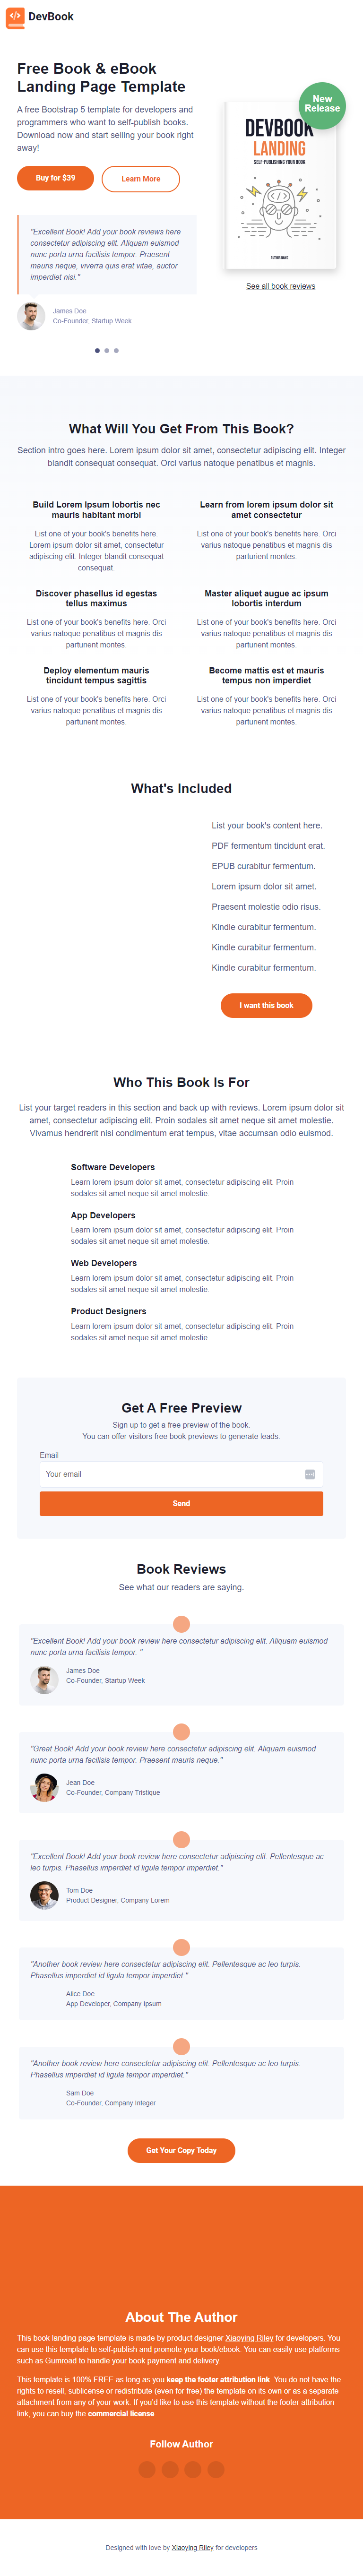 DevBook
Free Book & eBook
Landing Page Template
A free Bootstrap 5 template for developers and
programmers who want to self-publish books.
Download now and start selling your book right
away!
Buy for $39
Learn More
"Excellent Book! Add your book reviews here
consectetur adipiscing elit. Aliquam euismod
nunc porta urna facilisis tempor. Praesent
mauris neque, viverra quis erat vitae, auctor
imperdiet nisi."
James Doe
Co-Founder, Startup Week
New
Release
DEVBOOK
LANDING
SELF-PUBLISHING YOUR BOOK
AUTHOR NAME
See all book reviews
What Will You Get From This Book?
Section intro goes here. Lorem ipsum dolor sit amet, consectetur adipiscing elit. Integer
blandit consequat consequat. Orci varius natoque penatibus et magnis.
Build Lorem Ipsum lobortis nec
mauris habitant morbi
List one of your book's benefits here.
Lorem ipsum dolor sit amet, consectetur
adipiscing elit. Integer blandit consequat
consequat.
Learn from lorem ipsum dolor sit
amet consectetur
List one of your book's benefits here. Orci
varius natoque penatibus et magnis dis
parturient montes.
Discover phasellus id egestas
tellus maximus
List one of your book's benefits here. Orci
varius natoque penatibus et magnis dis
parturient montes.
Master aliquet augue ac ipsum
lobortis interdum
List one of your book's benefits here. Orci
varius natoque penatibus et magnis dis
parturient montes.
Deploy elementum mauris
tincidunt tempus sagittis
List one of your book's benefits here. Orci
varius natoque penatibus et magnis dis
parturient montes.
Become mattis est et mauris
tempus non imperdiet
List one of your book's benefits here. Orci
varius natoque penatibus et magnis dis
parturient montes.
What's Included
List your book's content here.
PDF fermentum tincidunt erat.
EPUB curabitur fermentum.
Lorem ipsum dolor sit amet.
Praesent molestie odio risus.
Kindle curabitur fermentum.
Kindle curabitur fermentum.
Kindle curabitur fermentum.
I want this book
Who This Book Is For
List your target readers in this section and back up with reviews. Lorem ipsum dolor sit
amet, consectetur adipiscing elit. Proin sodales sit amet neque sit amet molestie.
Vivamus hendrerit nisi condimentum erat tempus, vitae accumsan odio euismod.
Software Developers
Learn lorem ipsum dolor sit amet, consectetur adipiscing elit. Proin
sodales sit amet neque sit amet molestie.
App Developers
Learn lorem ipsum dolor sit amet, consectetur adipiscing elit. Proin
sodales sit amet neque sit amet molestie.
Web Developers
Learn lorem ipsum dolor sit amet, consectetur adipiscing elit. Proin
sodales sit amet neque sit amet molestie.
Product Designers
Learn lorem ipsum dolor sit amet, consectetur adipiscing elit. Proin
sodales sit amet neque sit amet molestie.
Get A Free Preview
Sign up to get a free preview of the book.
You can offer visitors free book previews to generate leads.
Email
Your email
Send
Book Reviews
See what our readers are saying.
"Excellent Book! Add your book review here consectetur adipiscing elit. Aliquam euismod
nunc porta urna facilisis tempor. "
James Doe
Co-Founder, Startup Week
"Great Book! Add your book review here consectetur adipiscing elit. Aliquam euismod
nunc porta urna facilisis tempor. Praesent mauris neque."
Jean Doe
Co-Founder, Company Tristique
"Excellent Book! Add your book review here consectetur adipiscing elit. Pellentesque ac
leo turpis. Phasellus imperdiet id ligula tempor imperdiet."
Tom Doe
Product Designer, Company Lorem
"Another book review here consectetur adipiscing elit. Pellentesque ac leo turpis.
Phasellus imperdiet id ligula tempor imperdiet."
Alice Doe
App Developer, Company Ipsum
"Another book review here consectetur adipiscing elit. Pellentesque ac leo turpis.
Phasellus imperdiet id ligula tempor imperdiet."
Sam Doe
Co-Founder, Company Integer
Get Your Copy Today
About The Author
This book landing page template is made by product designer Xiaoying Riley for developers. You
can use this template to self-publish and promote your book/ebook. You can easily use platforms
such as Gumroad to handle your book payment and delivery.
This template is 100% FREE as long as you keep the footer attribution link. You do not have the
rights to resell, sublicense or redistribute (even for free) the template on its own or as a separate
attachment from any of your work. If you'd like to use this template without the footer attribution
link, you can buy the commercial license.
Follow Author
Designed with love by Xiaoying Riley for developers